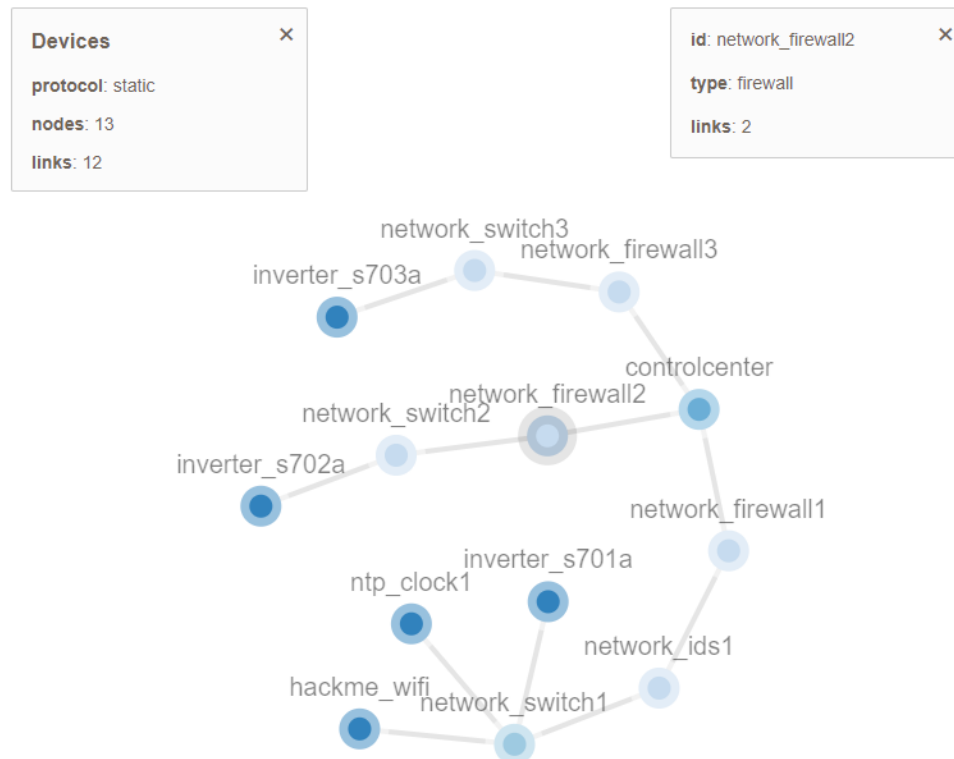 Devices ×
protocol: static
nodes: 13
links: 12
id: network_firewall2 ×
type: firewall
links: 2
network_switch3
network_firewall3
inverter_s703a
controlcenter
network_firewall2
network_switch2
inverter_s702a
network_firewall1
inverter_s701a
ntp_clock1
network_ids1
hackme_wifi
network_switch1